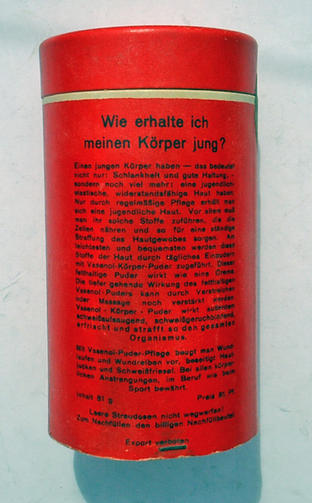 Wie erhalte ich
meinen Körper jung?
Einen jungen Körper haben — das bedeutet
nicht nur: Schlankheit und gute Haltung, -
sondern noch viel mehr: eine jugendlich-
elastische, widerstandsfähige Haut haben.
Nur durch regelmäßige Pflege erhält man
sich eine jugendliche Haut. Vor allem muß
man ihr solche Stoffe zuführen, die die
Zellen nähren und so für eine ständige
Straffung des Hautgewebes sorgen. Am
leichtesten und bequemsten werden diese
Stoffe der Haut durch tägliches Einpudern
mit Vasenol-Körper-Puder zugeführt. Dieser
fetthaltige Puder wirkt wie eine Creme.
Die tiefer gehende Wirkung des fetthaltigen
Vasenol-Puders kann durch Verstreichen
oder Massage noch verstärkt werden.
Vasenol-Körper-Puder wirkt außerdem
schweißaufsaugend, schweißgeruchbindend,
erfrischt und strafft so den gesamten
Organismus.
Mit Vasenol-Puder-Pflege beugt man Wund-
laufen und Wundreiben vor, beseitigt Haut-
jucken und Schweißfriesel. Bei allen körper-
lichen Anstrengungen, im Beruf wie beim
Sport bewährt.
Inhalt 81 g Preis 81 Pf.
Leere Streudosen nicht wegwerfen!
Zum Nachfüllen den billigen Nachfüllbeutel
Export verboten